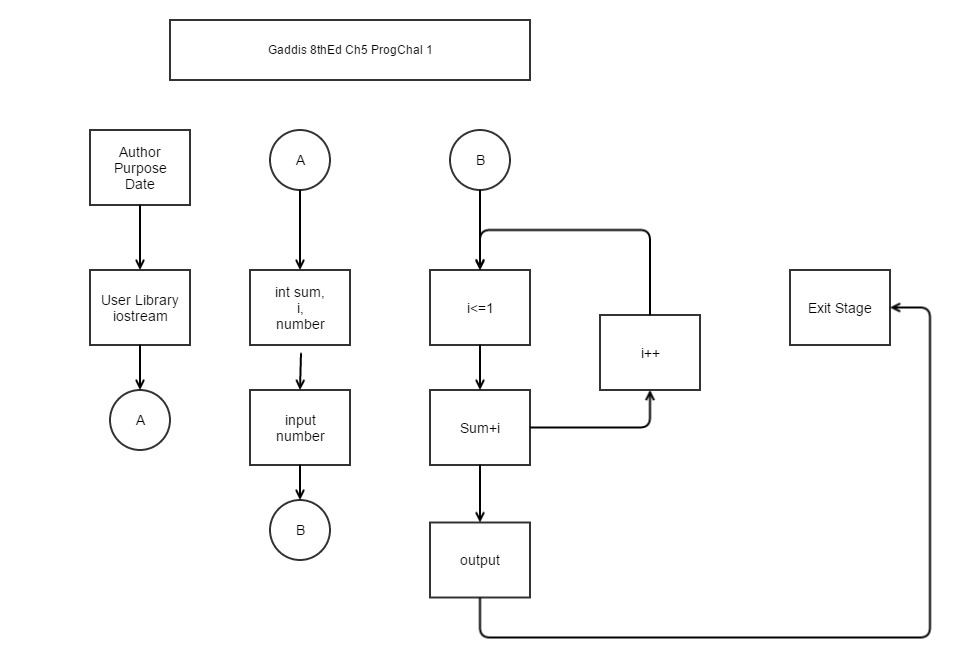 Gaddis 8thEd Ch5 ProgChal 1
Author
Purpose
Date
User Library
iostream
A
A
int sum,
i,
number
input
number
B
B
i<=1
Sum+i
i++
output
Exit Stage